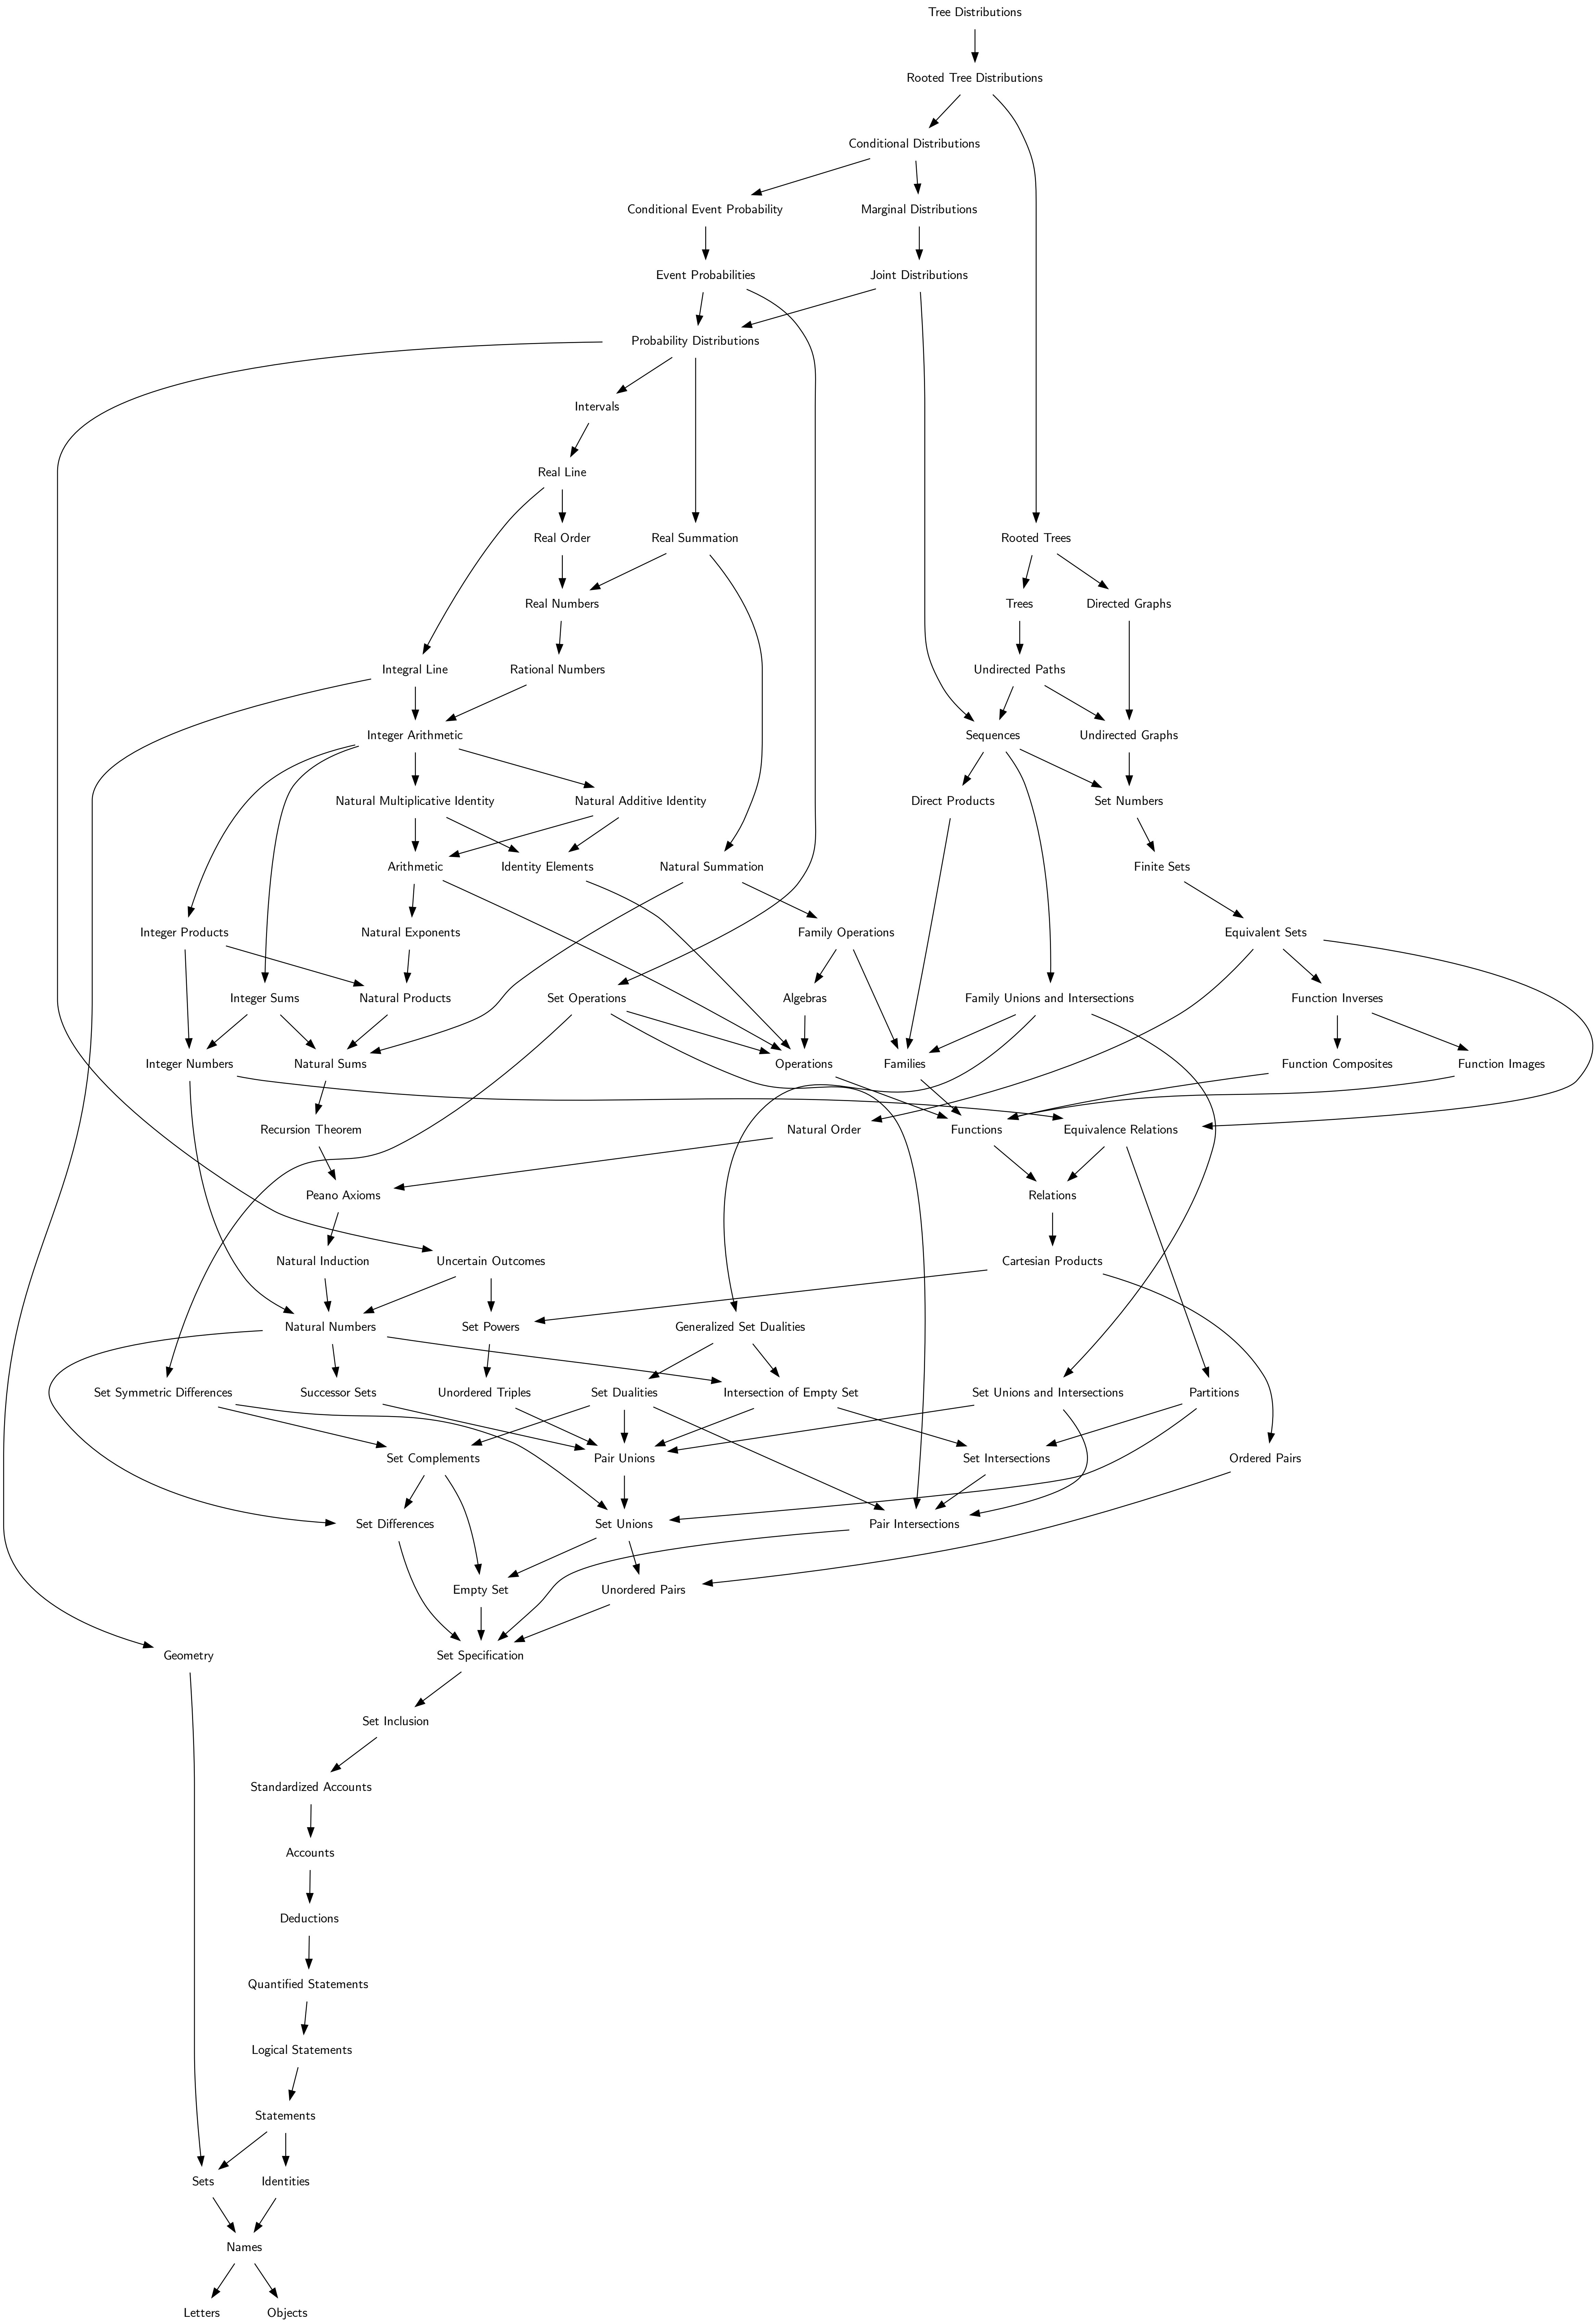 Tree Distributions
Rooted Tree Distributions
Conditional Distributions
Conditional Event Probability
Marginal Distributions
Event Probabilities
Joint Distributions
Probability Distributions
Intervals
Real Line
Real Order
Real Summation
Rooted Trees
Real Numbers
Trees
Directed Graphs
Integral Line
Rational Numbers
Undirected Paths
Integer Arithmetic
Sequences
Undirected Graphs
Natural Multiplicative Identity
Natural Additive Identity
Direct Products
Set Numbers
Arithmetic
Identity Elements
Natural Summation
Finite Sets
Integer Products
Natural Exponents
Family Operations
Equivalent Sets
Integer Sums
Natural Products
Set Operations
Algebras
Family Unions and Intersections
Function Inverses
Integer Numbers
Natural Sums
Operations
Families
Function Composites
Function Images
Recursion Theorem
Natural Order
Functions
Equivalence Relations
Peano Axioms
Relations
Natural Induction
Uncertain Outcomes
Cartesian Products
Natural Numbers
Set Powers
Generalized Set Dualities
Set Symmetric Differences
Successor Sets
Unordered Triples
Set Dualities
Intersection of Empty Set
Set Unions and Intersections
Partitions
Set Complements
Pair Unions
Set Intersections
Ordered Pairs
Set Differences
Set Unions
Pair Intersections
Empty Set
Unordered Pairs
Geometry
Set Specification
Set Inclusion
Standardized Accounts
Accounts
Deductions
Quantified Statements
Logical Statements
Statements
Sets
Identities
Names
Letters
Objects